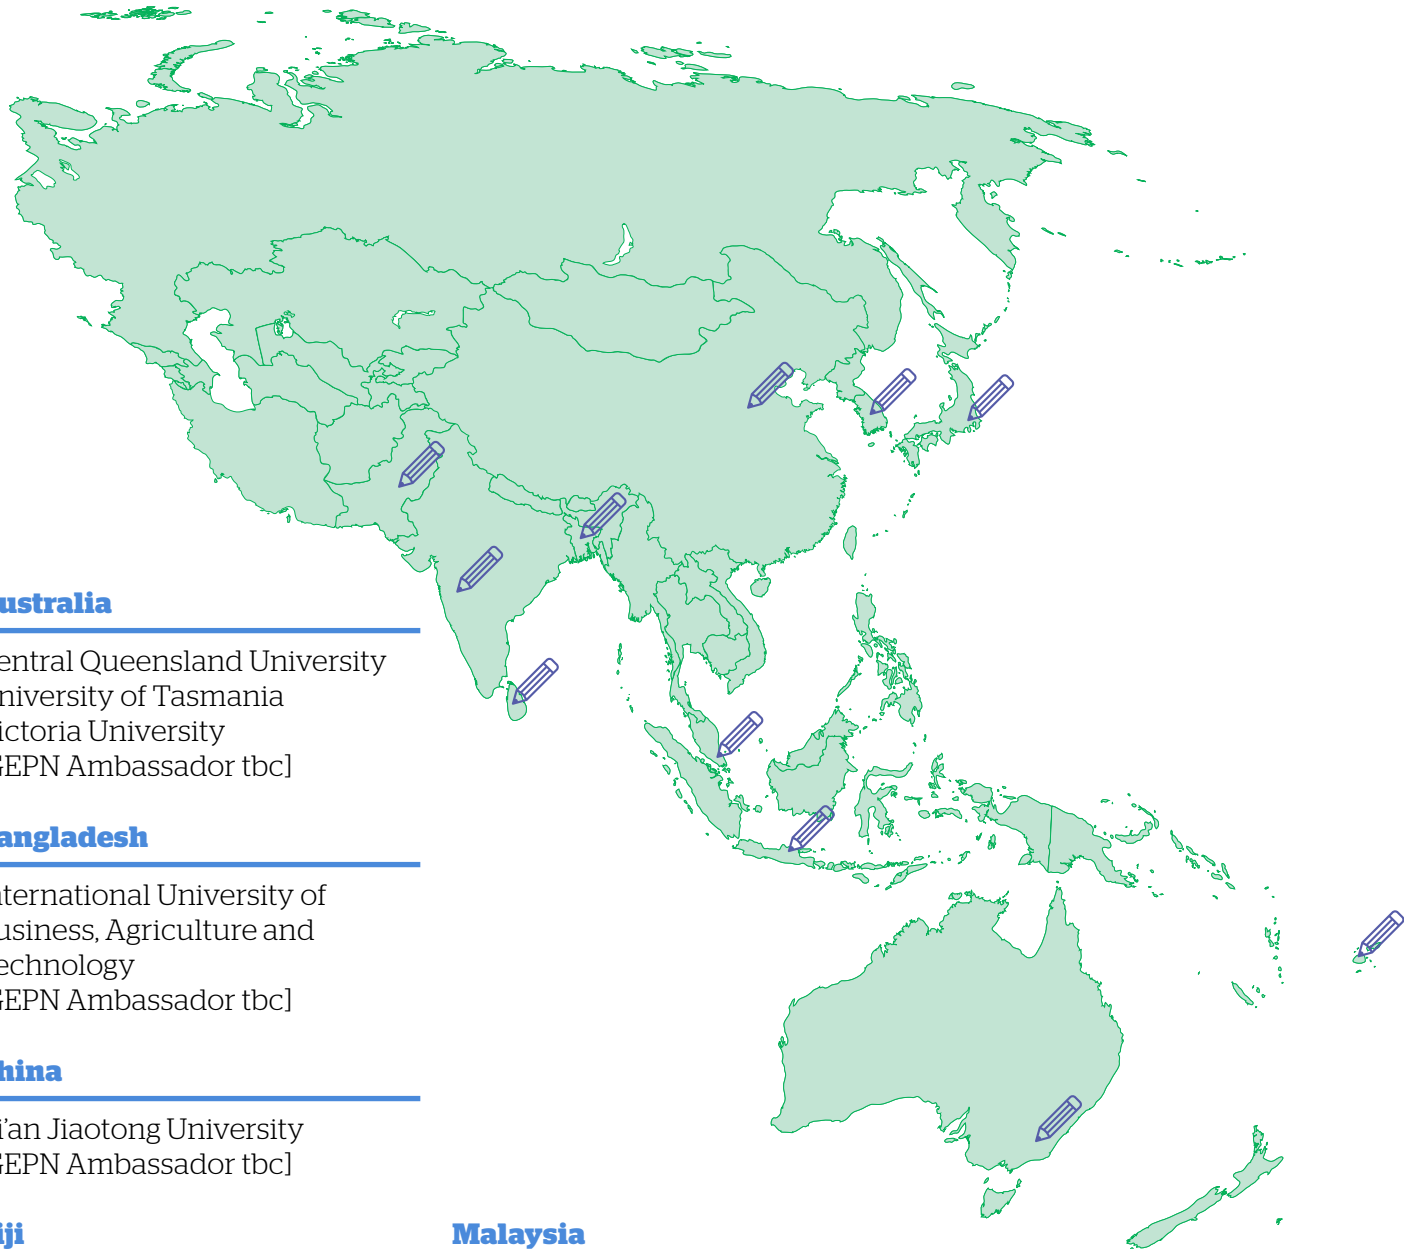 ustralia
entral Queensland University
niversity of Tasmania
ictoria University
GEPN Ambassador tbc]
angladesh
nternational University of
usiness, Agriculture and
echnology
GEPN Ambassador tbc]
hina
i'an Jiaotong University
GEPN Ambassador tbc]
iji
Malaysia